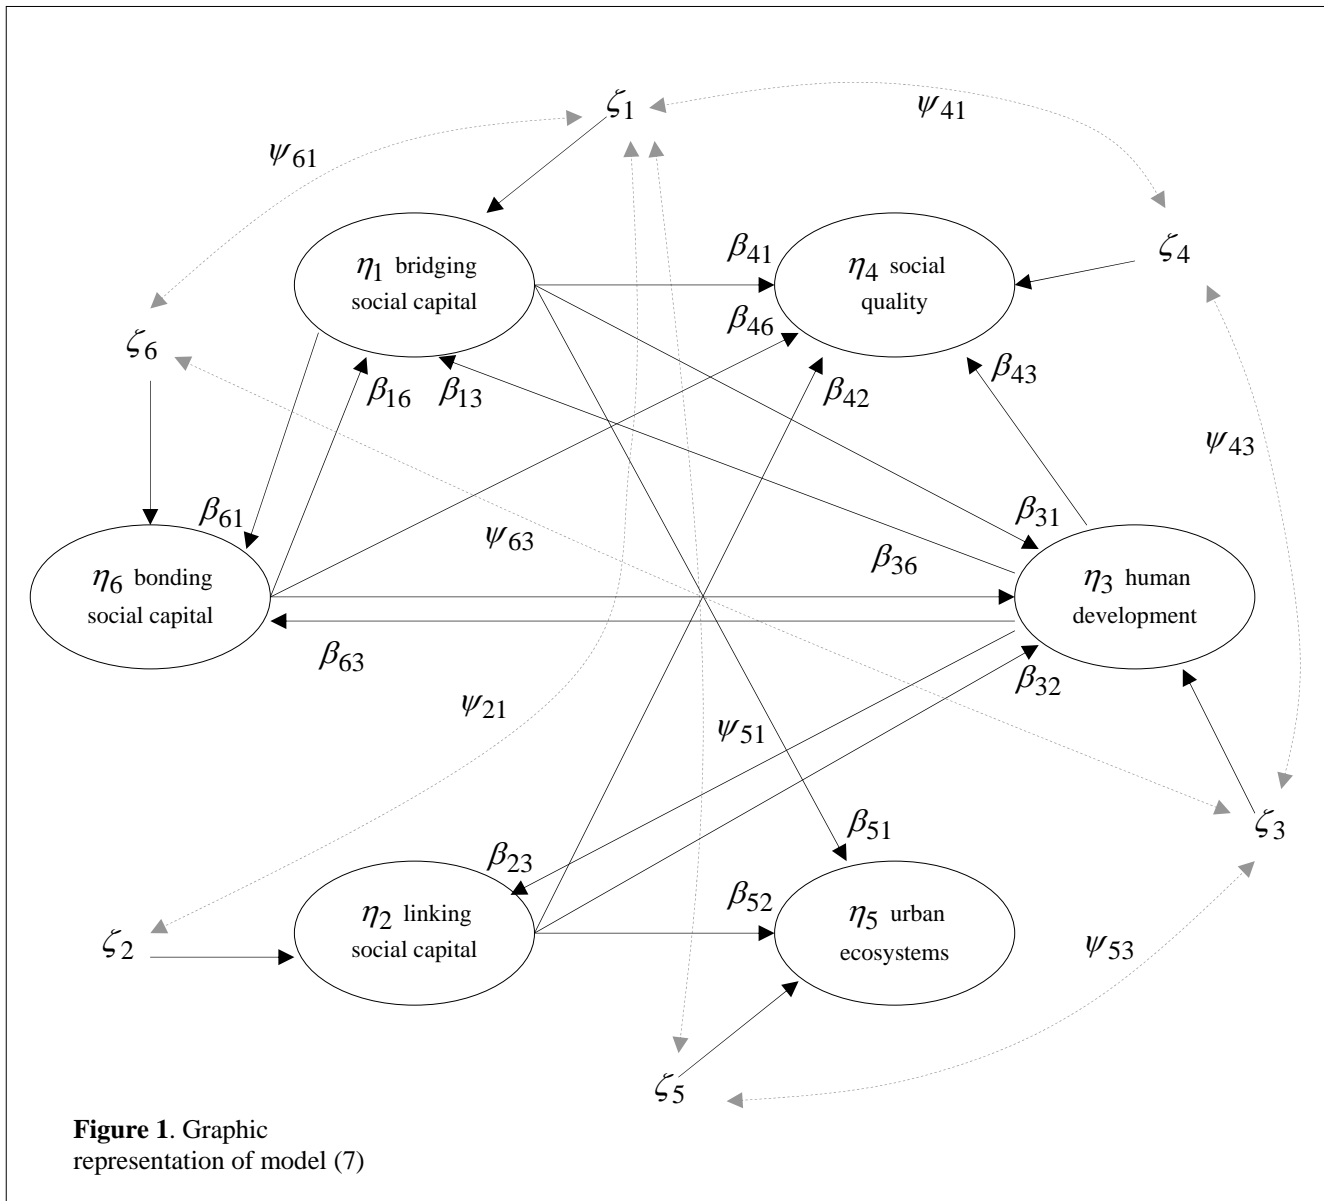 ζ1
ψ41
ψ61
ζ4
β41
η1 bridging
social capital
η4 social
quality
β46
ζ6
β16
β13
β42
β43
ψ43
β61
ψ63
β31
β36
η6 bonding
social capital
η3 human
development
β63
β32
ψ21
ψ51
ζ3
β51
β23
β52
η2 linking
social capital
η5 urban
ecosystems
ζ2
ψ53
ζ5
Figure 1. Graphic
representation of model (7)